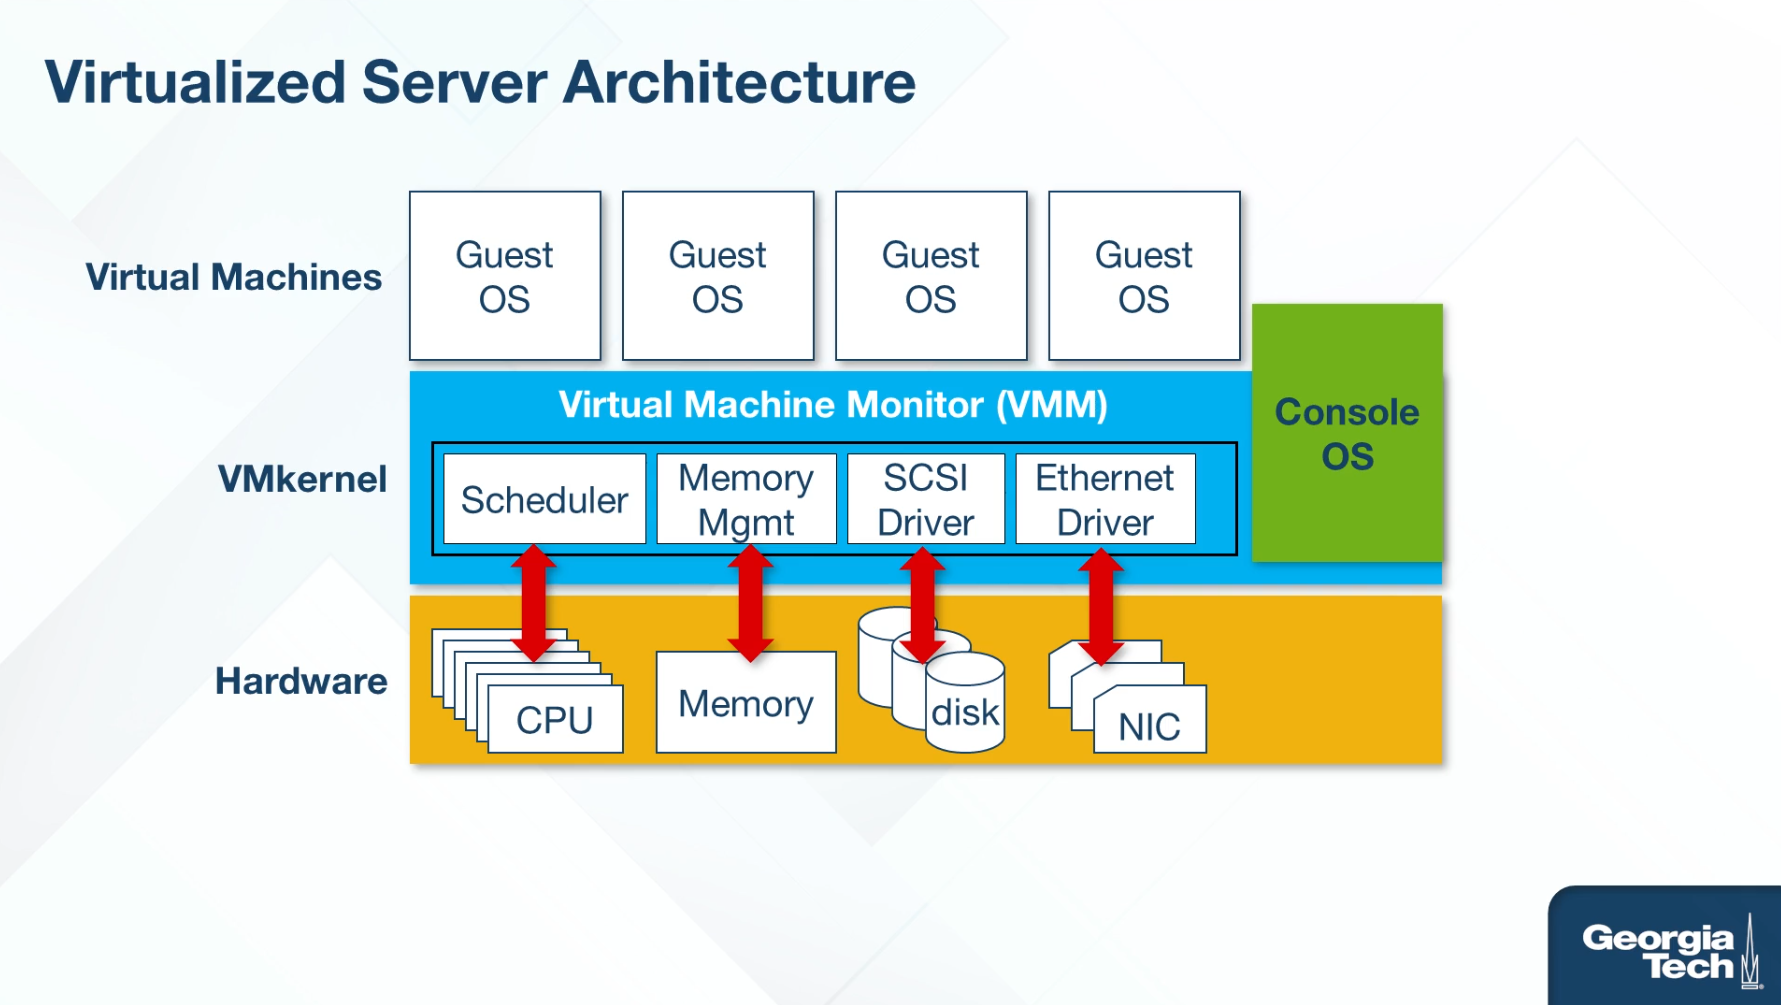 Virtualized Server Architecture
Virtual Machines
Guest
OS
Guest
OS
Guest
OS
Guest
OS
Virtual Machine Monitor (VMM)
Console
OS
VMkernel
Scheduler
Memory
Mgmt
SCSI
Driver
Ethernet
Driver
Hardware
CPU
Memory
disk
NIC
Georgia
Tech